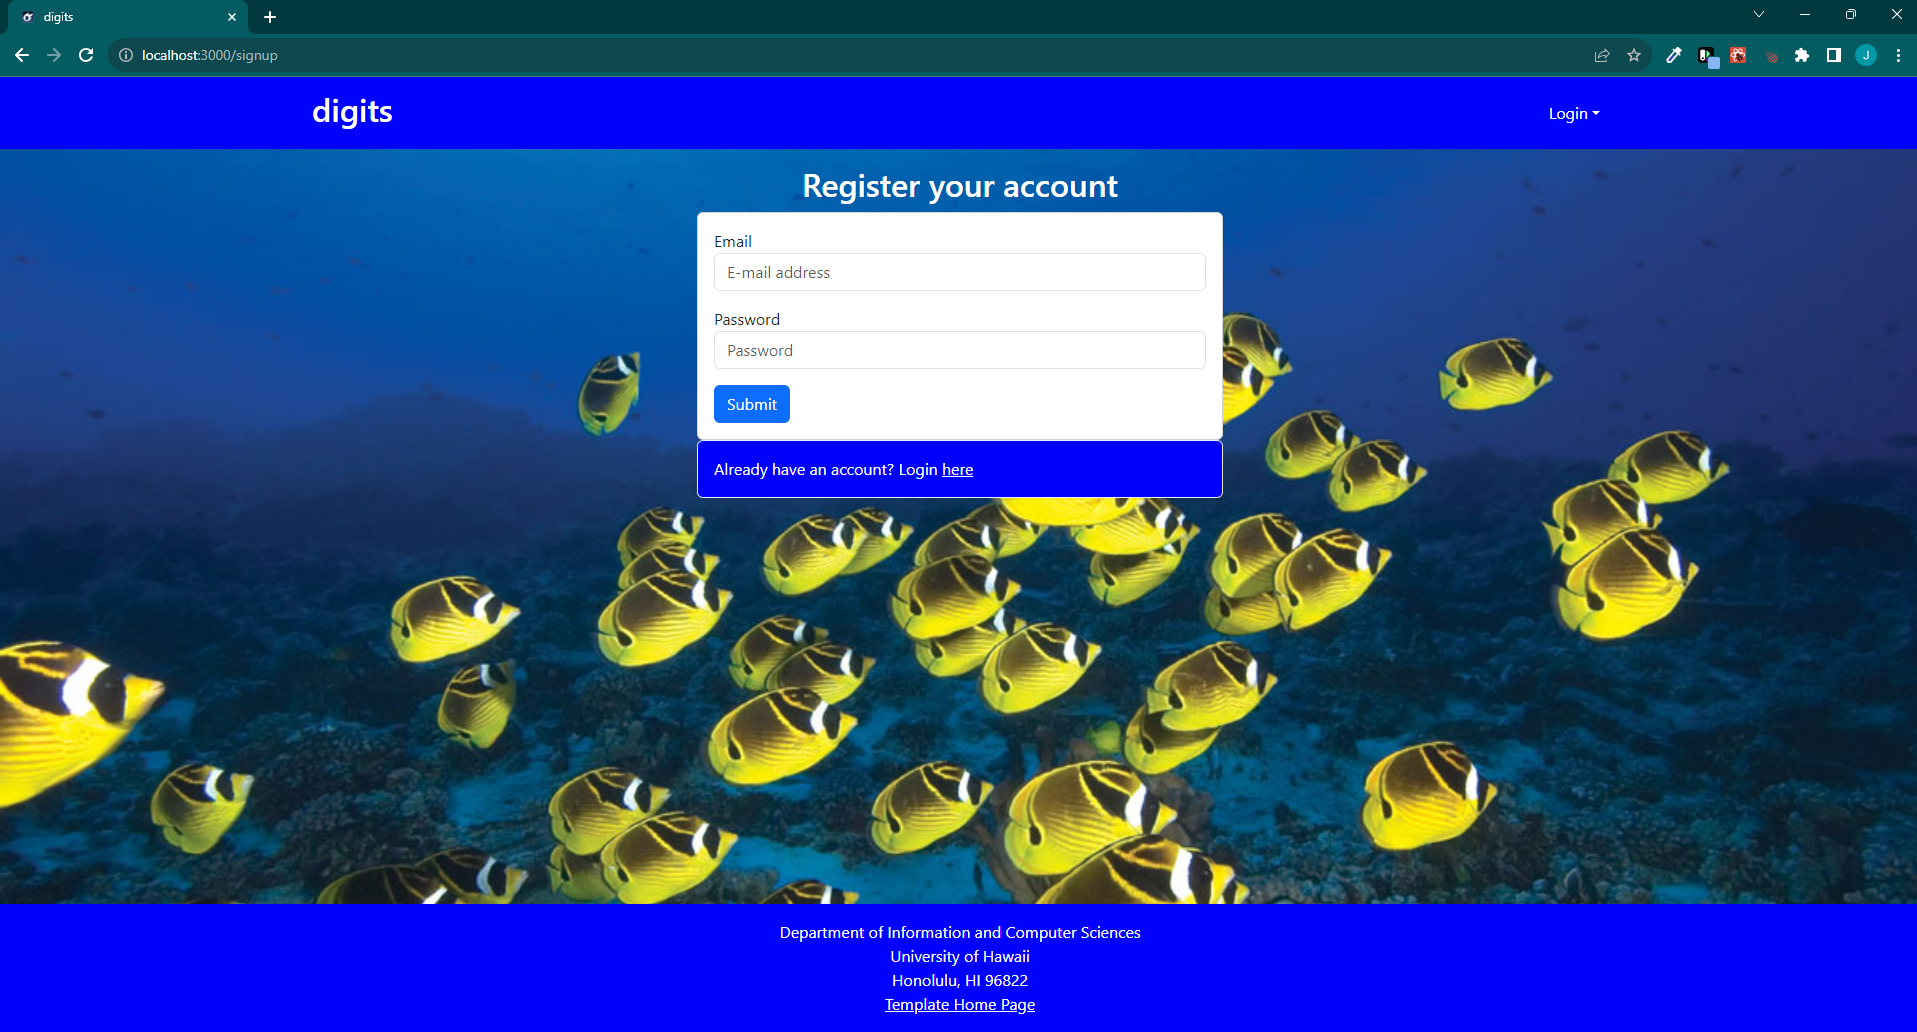 digits
localhost:3000/signup
J
digits
Login
Register your account
Email
E-mail address
Password
Password
Submit
Already have an account? Login here
Department of Information and Computer Sciences
University of Hawaii
Honolulu, HI 96822
Template Home Page